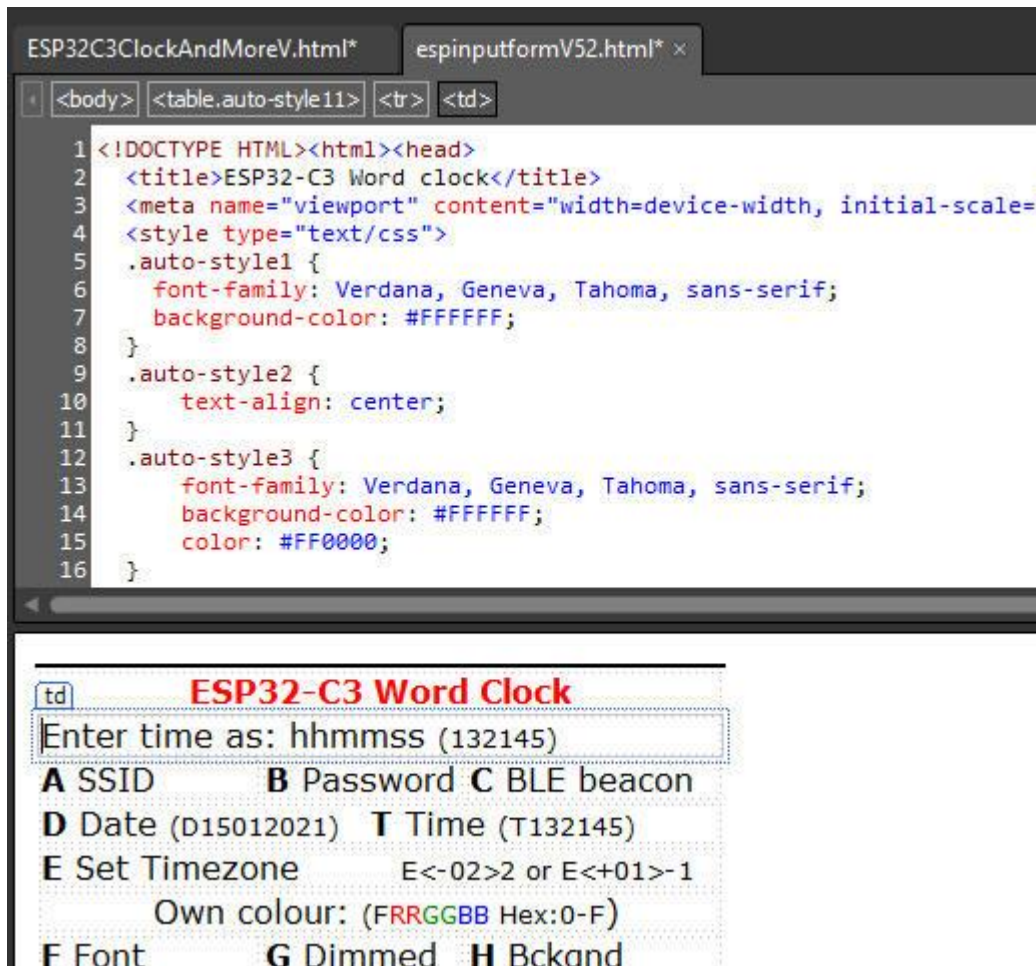 ESP32C3ClockAndMoreV.html* espinputformV52.html* ×
<body> <table.auto-style11> <tr> <td>
1 <!DOCTYPE HTML><html><head>
2 <title>ESP32-C3 Word clock</title>
3 <meta name="viewport" content="width=device-width, initial-scale=
4 <style type="text/css">
5 .auto-style1 {
6 font-family: Verdana, Geneva, Tahoma, sans-serif;
7 background-color: #FFFFFF;
8 }
9 .auto-style2 {
10 text-align: center;
11 }
12 .auto-style3 {
13 font-family: Verdana, Geneva, Tahoma, sans-serif;
14 background-color: #FFFFFF;
15 color: #FF0000;
16 }
td ESP32-C3 Word Clock
Enter time as: hhmmss (132145)
A SSID B Password C BLE beacon
D Date (D15012021) T Time (T132145)
E Set Timezone E<-02>2 or E<+01>-1
Own colour: (FRRGGBB Hex:0-F)
F Font G Dimmed H Bckgnd